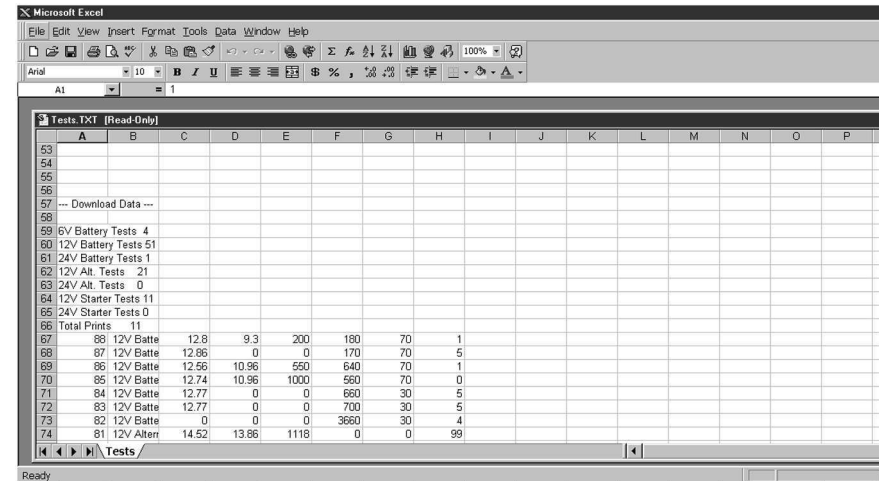 Microsoft Excel
File Edit View Insert Format Tools Data Window Help
100%
Arial 10 B I U $ % ,
A1 = 1
Tests.TXT [Read-Only]
A B C D E F G H I J K L M N O P
53
54
55
56
57 --- Download Data ---
58
59 6V Battery Tests 4
60 12V Battery Tests 51
61 24V Battery Tests 1
62 12V Alt. Tests 21
63 24V Alt. Tests 0
64 12V Starter Tests 11
65 24V Starter Tests 0
66 Total Prints 11
67 88 12V Batte 12.8 9.3 200 180 70 1
68 87 12V Batte 12.86 0 0 170 70 5
69 86 12V Batte 12.56 10.96 550 640 70 1
70 85 12V Batte 12.74 10.96 1000 560 70 0
71 84 12V Batte 12.77 0 0 660 30 5
72 83 12V Batte 12.77 0 0 700 30 5
73 82 12V Batte 0 0 0 3660 30 4
74 81 12V Altern 14.52 13.86 1118 0 0 99
Tests
Ready